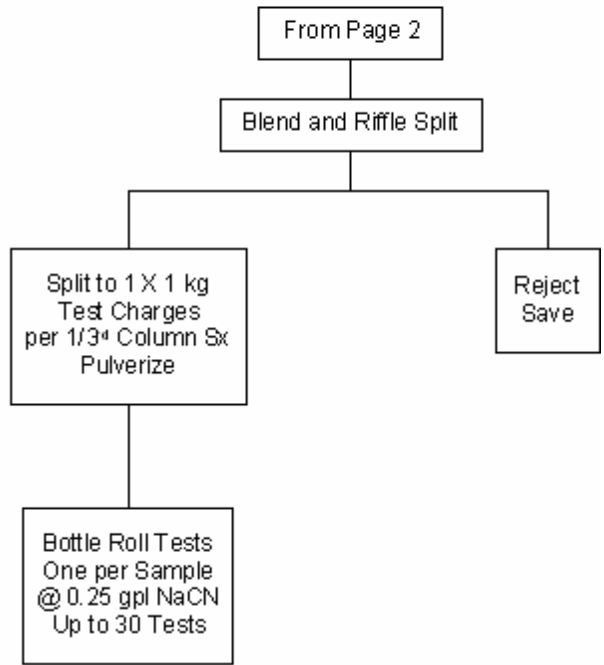 From Page 2
Blend and Riffle Split
Split to 1 X 1 kg
Test Charges
per 1/3ᵈ Column Sx
Pulverize
Reject
Save
Bottle Roll Tests
One per Sample
@ 0.25 gpl NaCN
Up to 30 Tests